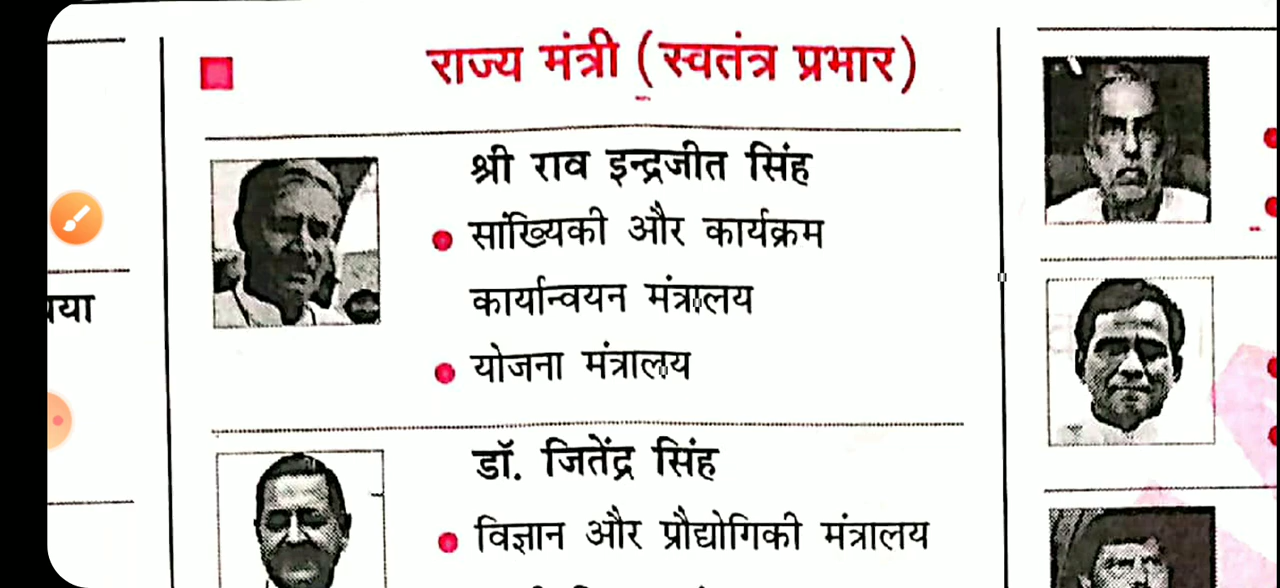 राज्य मंत्री (स्वतंत्र प्रभार)
श्री राव इन्द्रजीत सिंह
सांख्यिकी और कार्यक्रम
कार्यान्वयन मंत्रालय
योजना मंत्रालय
डॉ. जितेंद्र सिंह
विज्ञान और प्रौद्योगिकी मंत्रालय